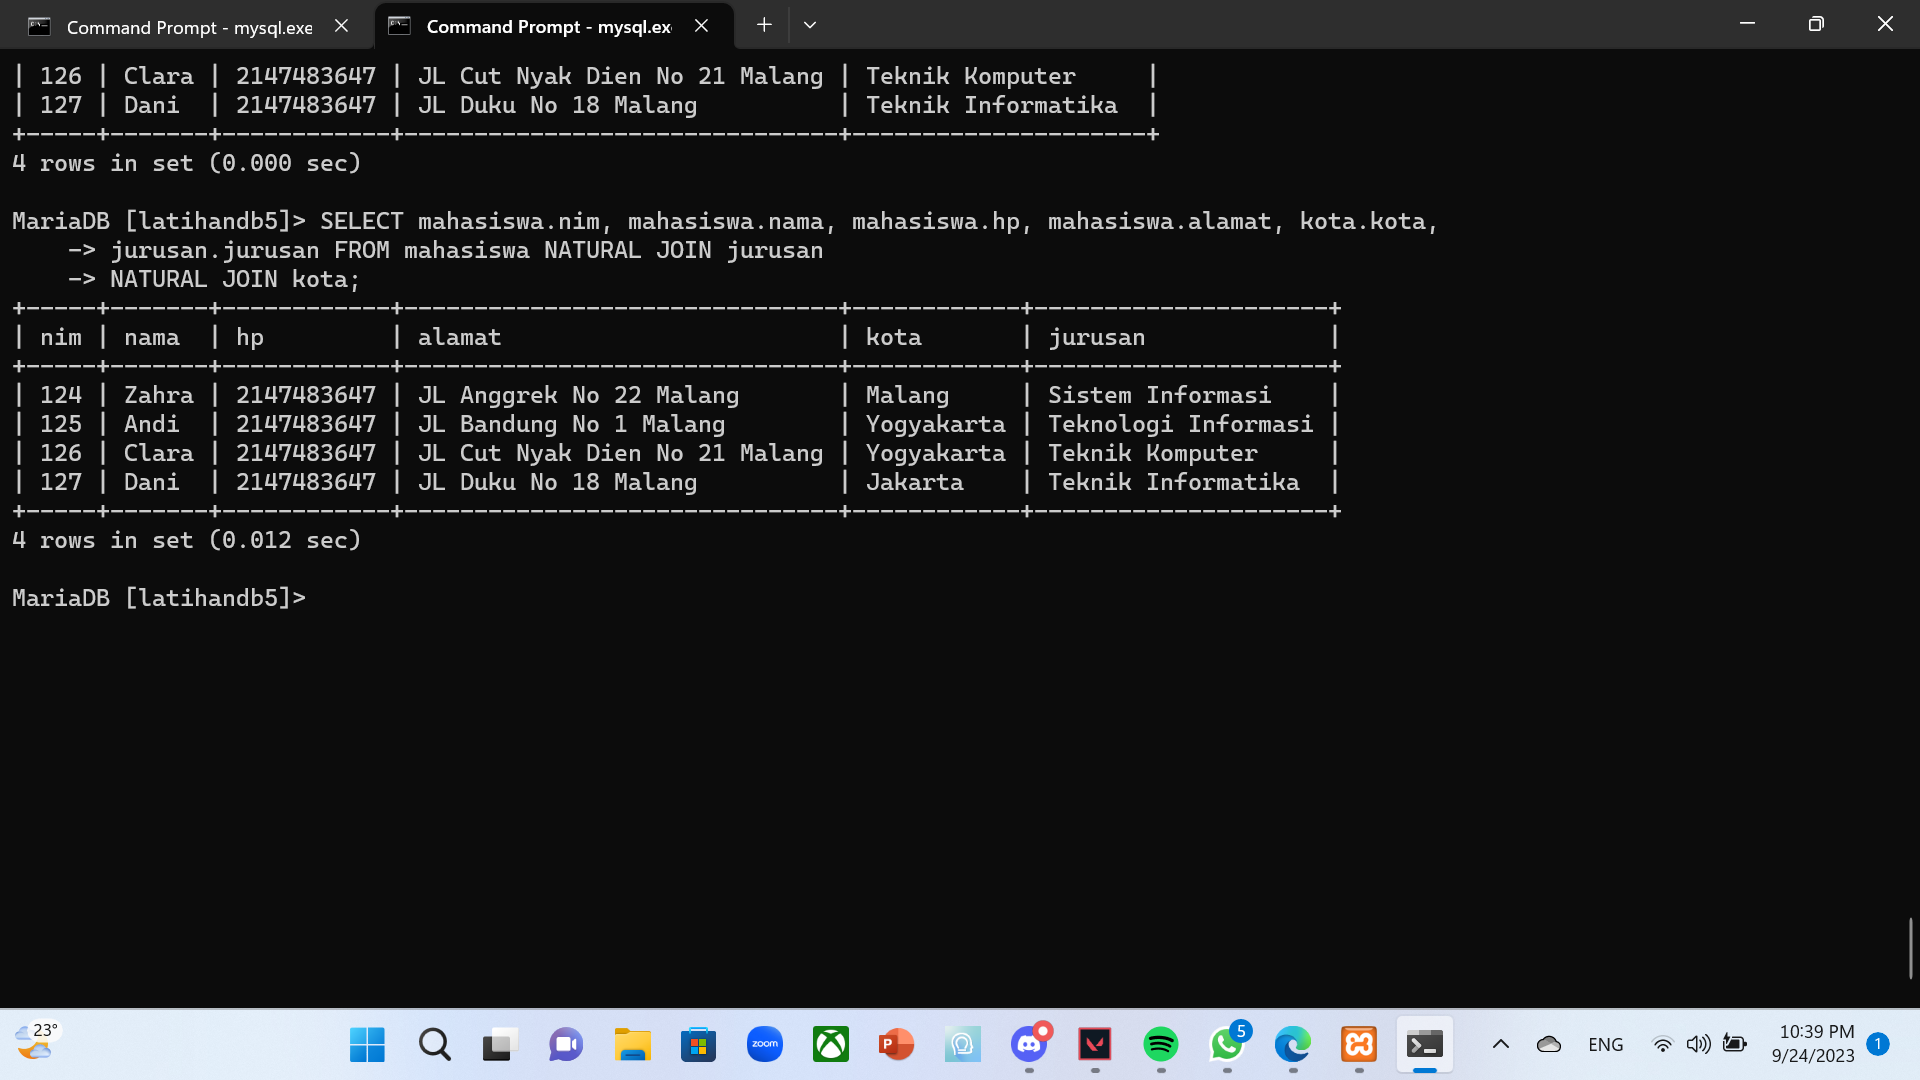 Command Prompt - mysql.exe
Command Prompt - mysql.ex
| 126 | Clara | 2147483647 | JL Cut Nyak Dien No 21 Malang | Teknik Komputer     |
| 127 | Dani  | 2147483647 | JL Duku No 18 Malang          | Teknik Informatika  |
+-----+-------+------------+-------------------------------+---------------------+
4 rows in set (0.000 sec)
MariaDB [latihandb5]> SELECT mahasiswa.nim, mahasiswa.nama, mahasiswa.hp, mahasiswa.alamat, kota.kota,
    -> jurusan.jurusan FROM mahasiswa NATURAL JOIN jurusan
    -> NATURAL JOIN kota;
+-----+-------+------------+-------------------------------+------------+---------------------+
| nim | nama  | hp         | alamat                        | kota       | jurusan             |
+-----+-------+------------+-------------------------------+------------+---------------------+
| 124 | Zahra | 2147483647 | JL Anggrek No 22 Malang       | Malang     | Sistem Informasi    |
| 125 | Andi  | 2147483647 | JL Bandung No 1 Malang        | Yogyakarta | Teknologi Informasi |
| 126 | Clara | 2147483647 | JL Cut Nyak Dien No 21 Malang | Yogyakarta | Teknik Komputer     |
| 127 | Dani  | 2147483647 | JL Duku No 18 Malang          | Jakarta    | Teknik Informatika  |
+-----+-------+------------+-------------------------------+------------+---------------------+
4 rows in set (0.012 sec)
MariaDB [latihandb5]>
23°
zoom
P
5
ENG
10:39 PM
9/24/2023
1